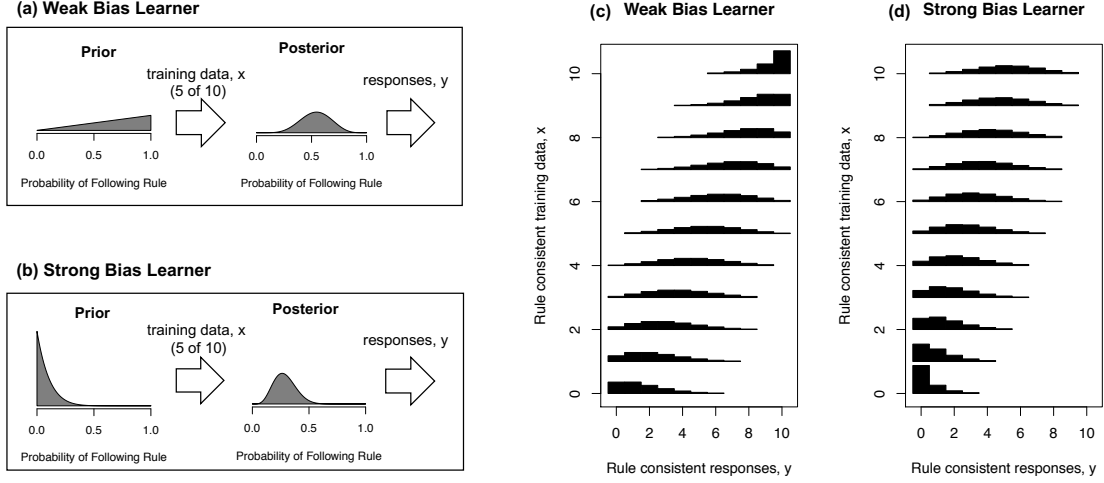 (a) Weak Bias Learner
Prior
training data, x
(5 of 10)
Posterior
responses, y
0.0 0.5 1.0
Probability of Following Rule
0.0 0.5 1.0
Probability of Following Rule
(b) Strong Bias Learner
Prior
training data, x
(5 of 10)
Posterior
responses, y
0.0 0.5 1.0
Probability of Following Rule
0.0 0.5 1.0
Probability of Following Rule
(c) Weak Bias Learner
Rule consistent training data, x
10
8
6
4
2
0
0 2 4 6 8 10
Rule consistent responses, y
(d) Strong Bias Learner
Rule consistent training data, x
10
8
6
4
2
0
0 2 4 6 8 10
Rule consistent responses, y